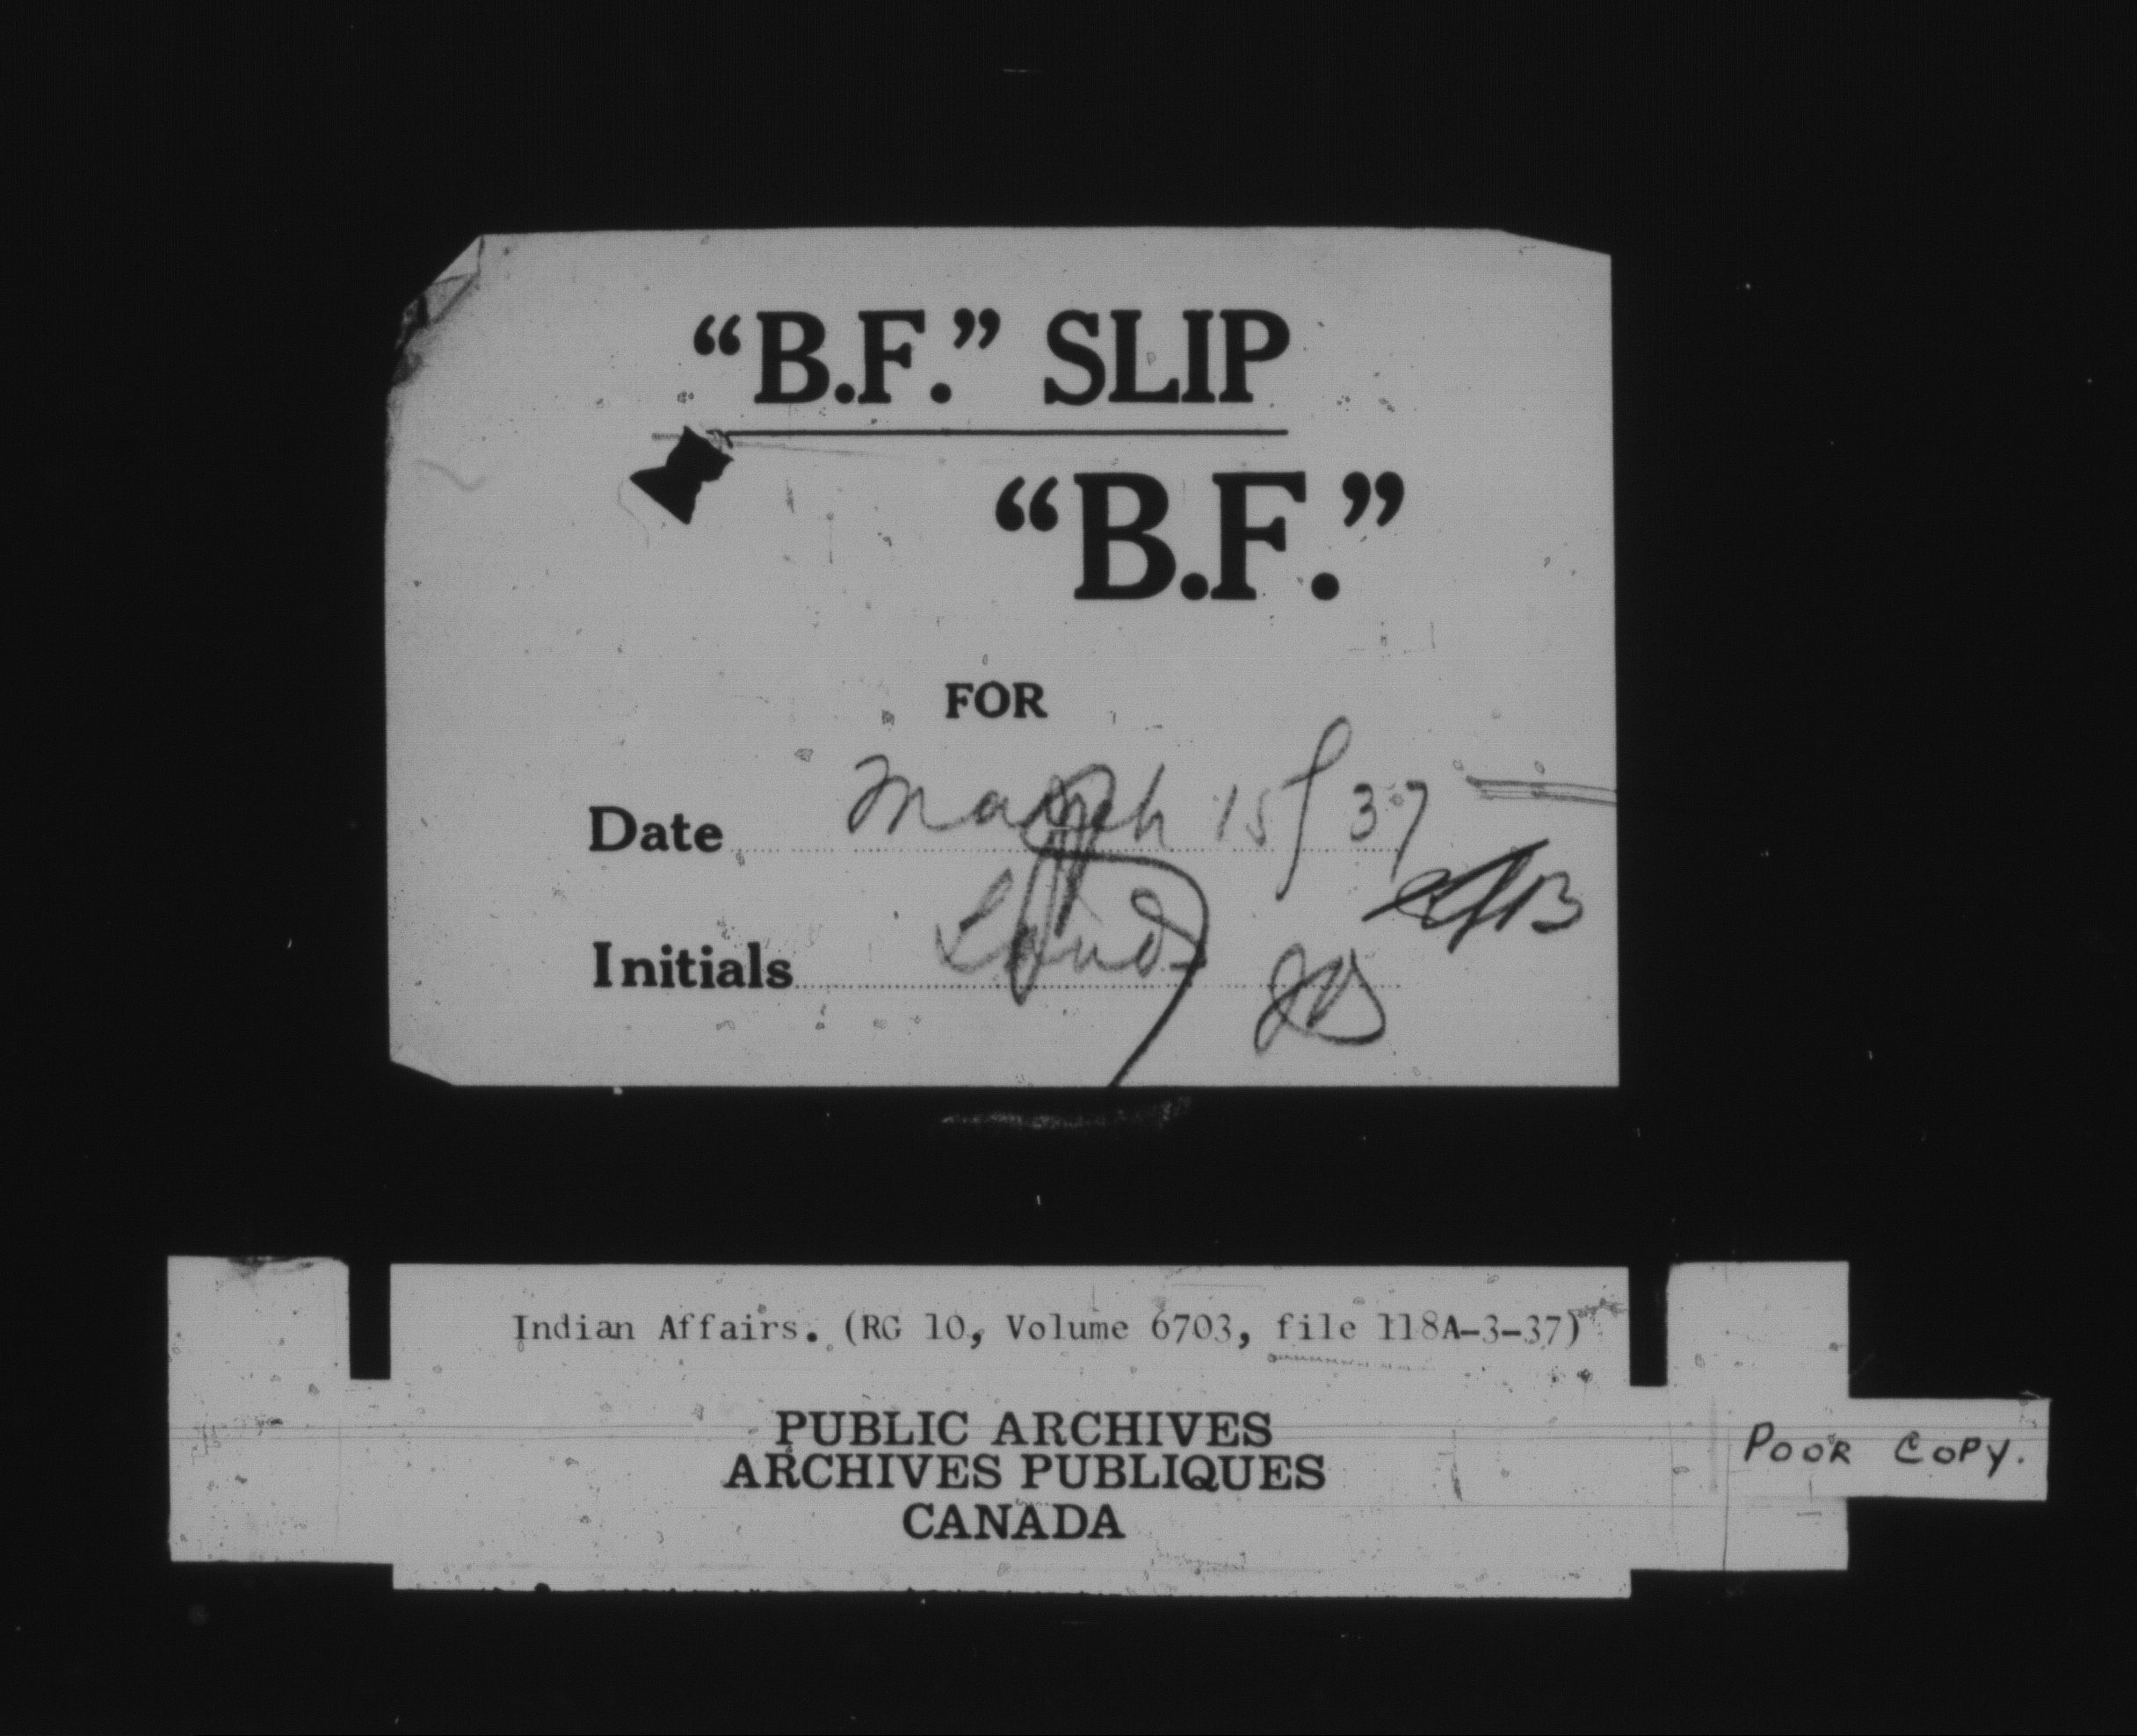 “B.F.” SLIP
“B.F.”
FOR
Date March 15/37
Initials
Indian Affairs. (RG 10, Volume 6703, file 118A-3-37)
PUBLIC ARCHIVES
ARCHIVES PUBLIQUES
CANADA
POOR COPY.